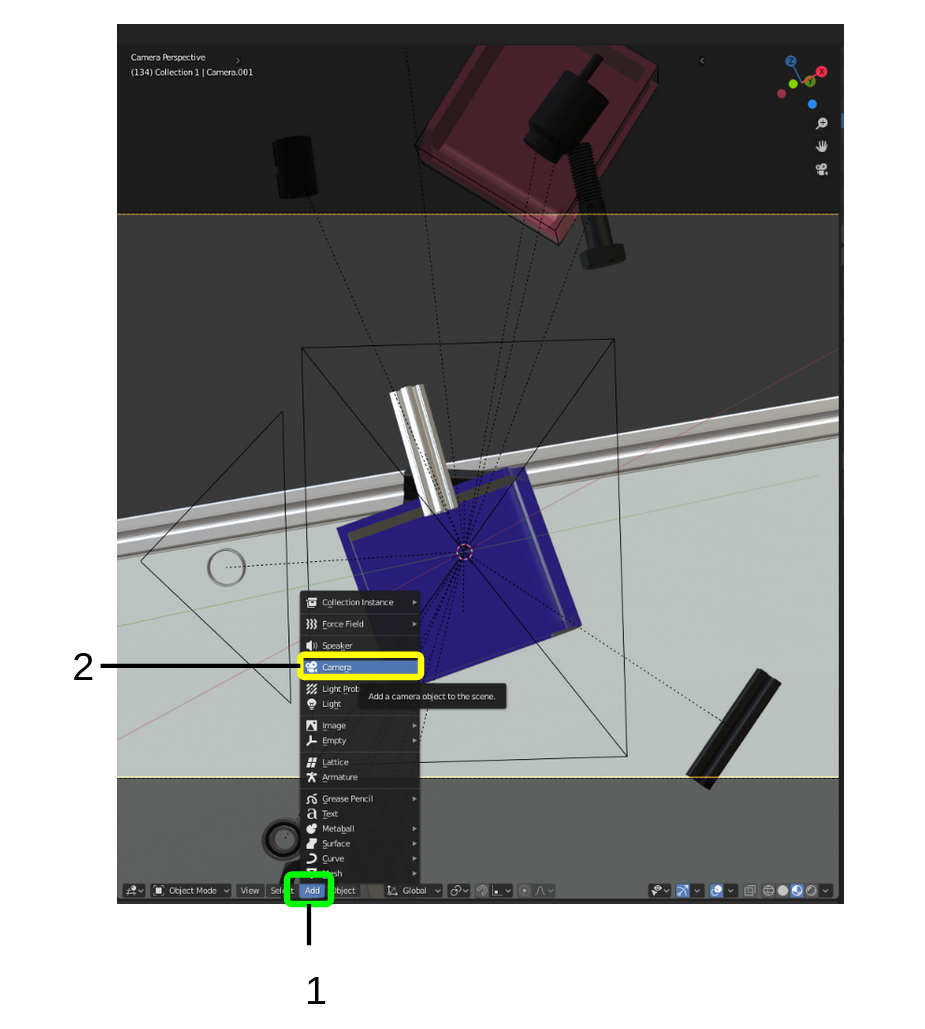 Camera Perspective
(134) Collection 1 | Camera.001
Z
X
Y
Collection Instance
Force Field
Speaker
2
Camera
Light Prob
Add a camera object to the scene.
Light
Image
Empty
Lattice
Armature
Grease Pencil
Text
Metaball
Surface
Curve
Mesh
Object Mode View Select Add Object Global
1